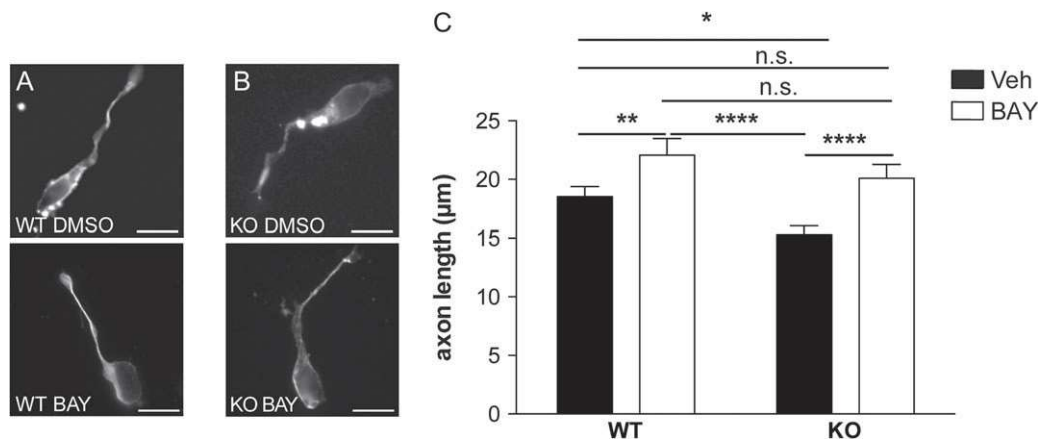 A
WT DMSO
WT BAY
B
KO DMSO
KO BAY
C
*
n.s.
n.s.
** **** ****
Veh
BAY
axon length (µm)
25
20
15
10
5
0
WT KO